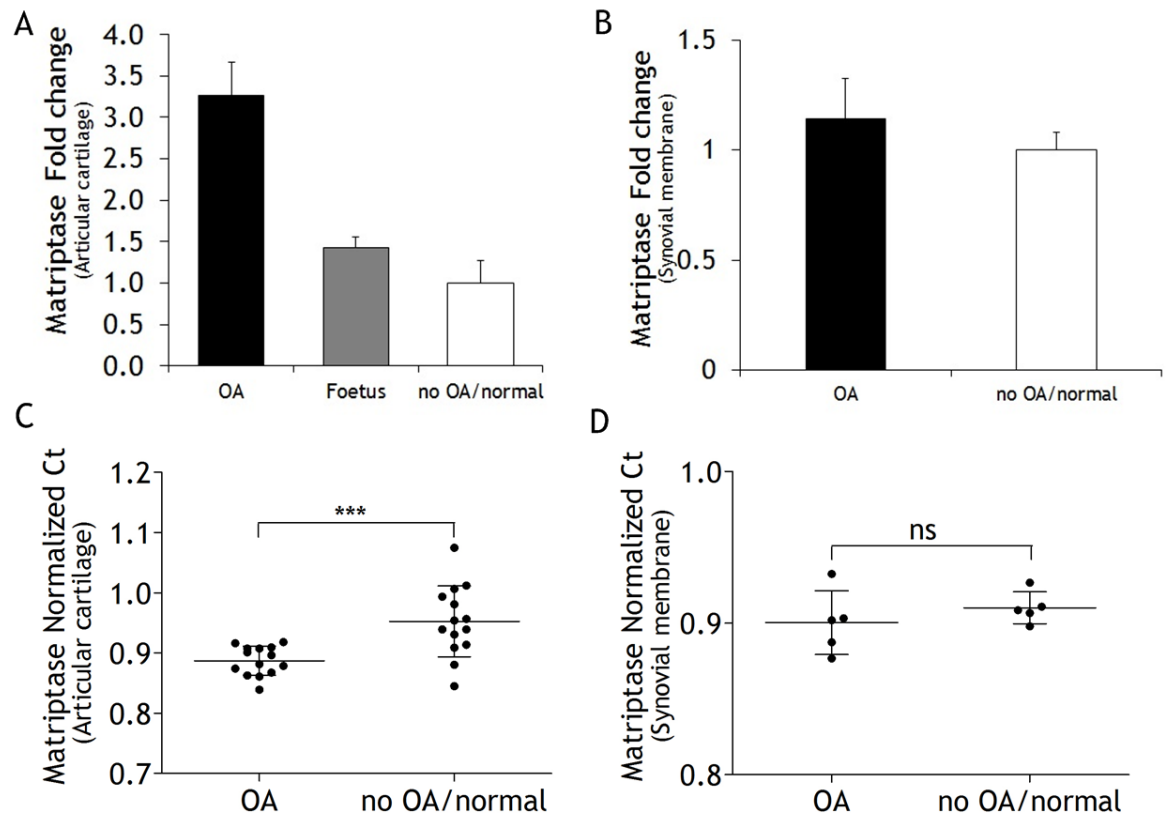 A
Matriptase Fold change
(Articular cartilage)
4.0
3.5
3.0
2.5
2.0
1.5
1.0
0.5
0.0
OA Foetus no OA/normal
B
Matriptase Fold change
(Synovial membrane)
1.5
1
0.5
0
OA no OA/normal
C
Matriptase Normalized Ct
(Articular cartilage)
1.2
1.1
1.0
0.9
0.8
0.7
***
OA no OA/normal
D
Matriptase Normalized Ct
(Synovial membrane)
1.0
0.9
0.8
ns
OA no OA/normal